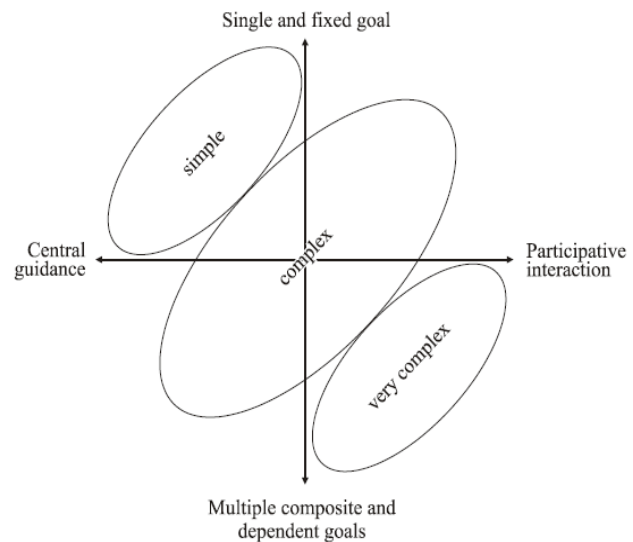 Single and fixed goal
simple
Central
guidance
complex
Participative
interaction
very complex
Multiple composite and
dependent goals